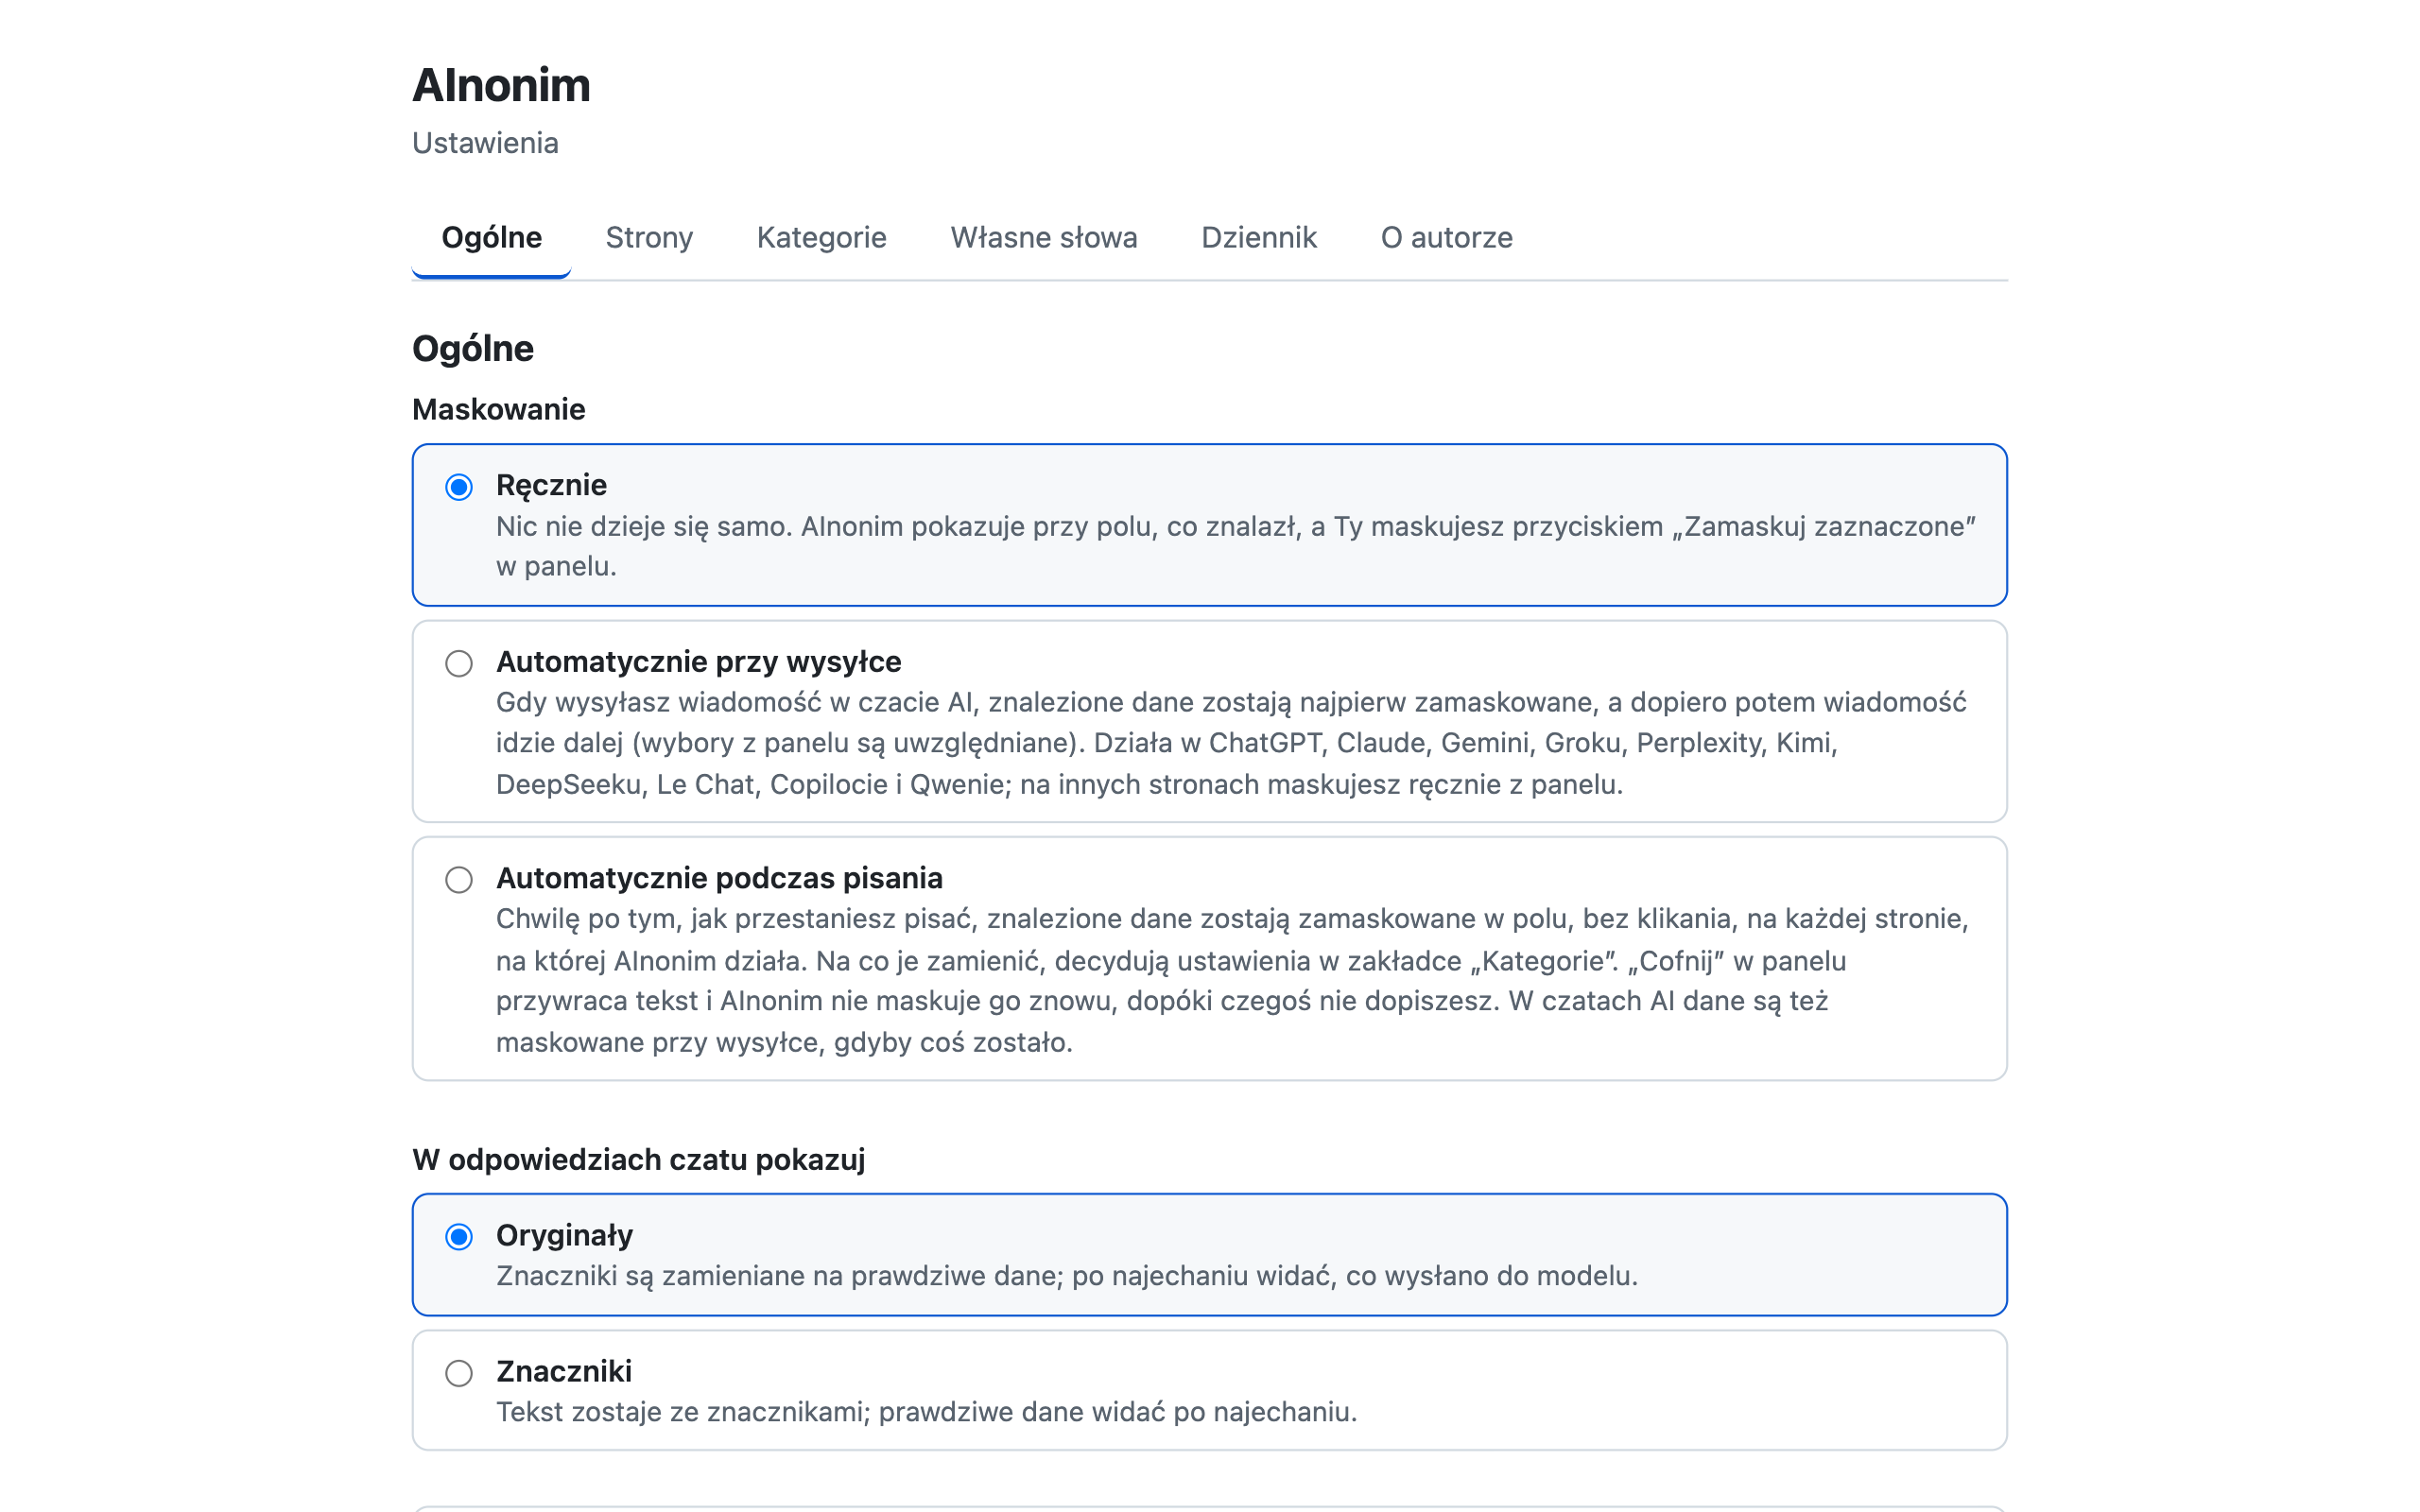 AInonim
Ustawienia
Ogólne Strony Kategorie Własne słowa Dziennik O autorze
Ogólne
Maskowanie
Ręcznie
Nic nie dzieje się samo. AInonim pokazuje przy polu, co znalazł, a Ty maskujesz przyciskiem „Zamaskuj zaznaczone”
w panelu.
Automatycznie przy wysyłce
Gdy wysyłasz wiadomość w czacie AI, znalezione dane zostają najpierw zamaskowane, a dopiero potem wiadomość
idzie dalej (wybory z panelu są uwzględniane). Działa w ChatGPT, Claude, Gemini, Groku, Perplexity, Kimi,
DeepSeeku, Le Chat, Copilocie i Qwenie; na innych stronach maskujesz ręcznie z panelu.
Automatycznie podczas pisania
Chwilę po tym, jak przestaniesz pisać, znalezione dane zostają zamaskowane w polu, bez klikania, na każdej stronie,
na której AInonim działa. Na co je zamienić, decydują ustawienia w zakładce „Kategorie”. „Cofnij” w panelu
przywraca tekst i AInonim nie maskuje go znowu, dopóki czegoś nie dopiszesz. W czatach AI dane są też
maskowane przy wysyłce, gdyby coś zostało.
W odpowiedziach czatu pokazuj
Oryginały
Znaczniki są zamieniane na prawdziwe dane; po najechaniu widać, co wysłano do modelu.
Znaczniki
Tekst zostaje ze znacznikami; prawdziwe dane widać po najechaniu.